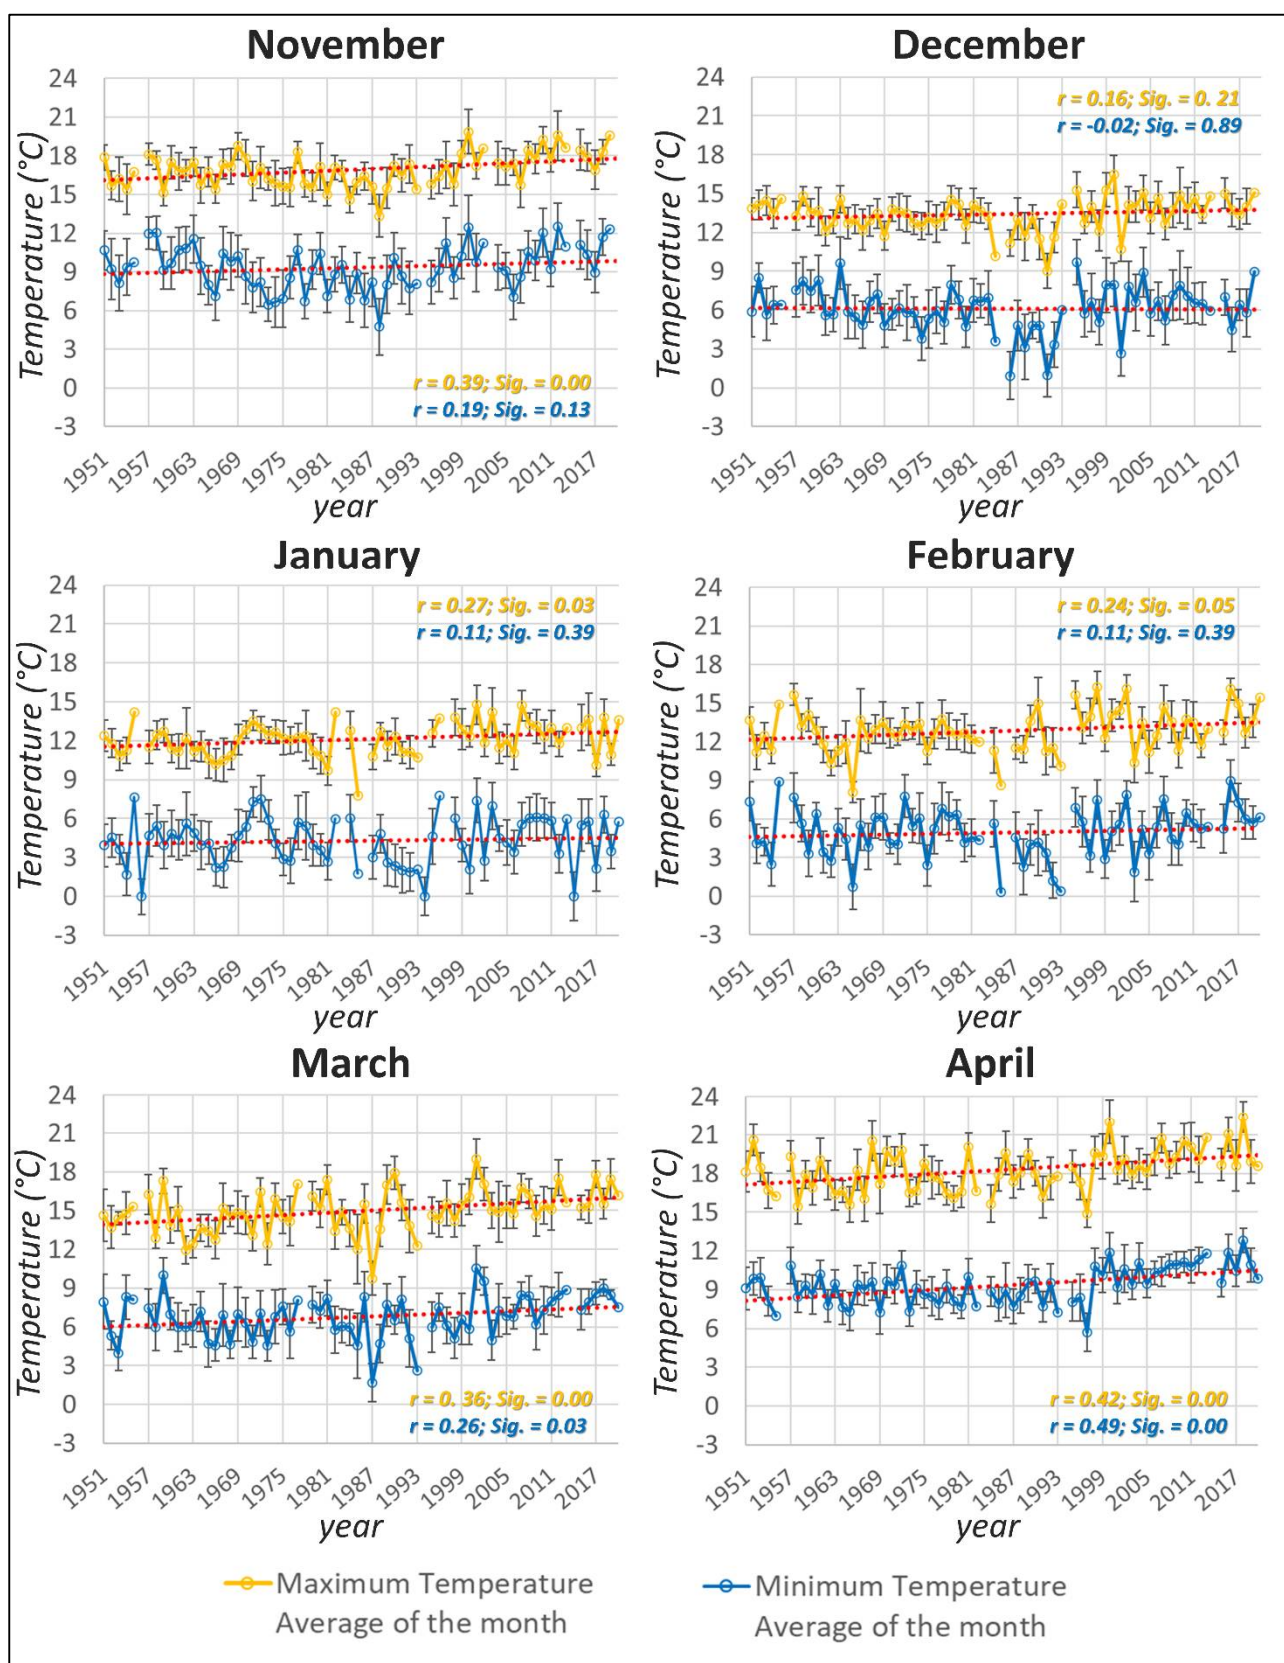 November
24
21
18
15
12
9
6
3
0
-3
Temperature (°C)
r = 0.39; Sig. = 0.00
r = 0.19; Sig. = 0.13
1951 1957 1963 1969 1975 1981 1987 1993 1999 2005 2011 2017
year
December
24
21
18
15
12
9
6
3
0
-3
Temperature (°C)
r = 0.16; Sig. = 0. 21
r = -0.02; Sig. = 0.89
1951 1957 1963 1969 1975 1981 1987 1993 1999 2005 2011 2017
year
January
24
21
18
15
12
9
6
3
0
-3
Temperature (°C)
r = 0.27; Sig. = 0.03
r = 0.11; Sig. = 0.39
1951 1957 1963 1969 1975 1981 1987 1993 1999 2005 2011 2017
year
February
24
21
18
15
12
9
6
3
0
-3
Temperature (°C)
r = 0.24; Sig. = 0.05
r = 0.11; Sig. = 0.39
1951 1957 1963 1969 1975 1981 1987 1993 1999 2005 2011 2017
year
March
24
21
18
15
12
9
6
3
0
-3
Temperature (°C)
r = 0. 36; Sig. = 0.00
r = 0.26; Sig. = 0.03
1951 1957 1963 1969 1975 1981 1987 1993 1999 2005 2011 2017
year
April
24
21
18
15
12
9
6
3
0
-3
Temperature (°C)
r = 0.42; Sig. = 0.00
r = 0.49; Sig. = 0.00
1951 1957 1963 1969 1975 1981 1987 1993 1999 2005 2011 2017
year
Maximum Temperature
Average of the month
Minimum Temperature
Average of the month